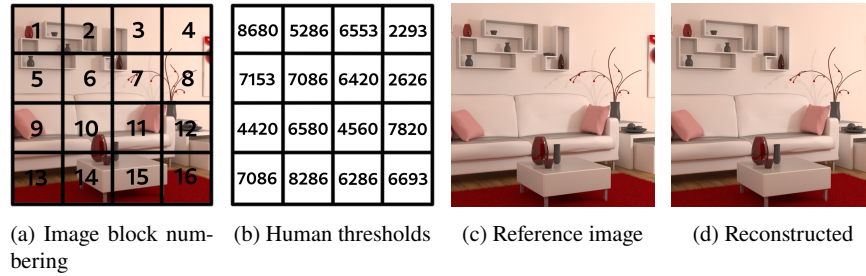 1 2 3 4
5 6 7 8
9 10 11 12
13 14 15 16
8680 5286 6553 2293
7153 7086 6420 2626
4420 6580 4560 7820
7086 8286 6286 6693
(a) Image block num-
bering
(b) Human thresholds
(c) Reference image
(d) Reconstructed